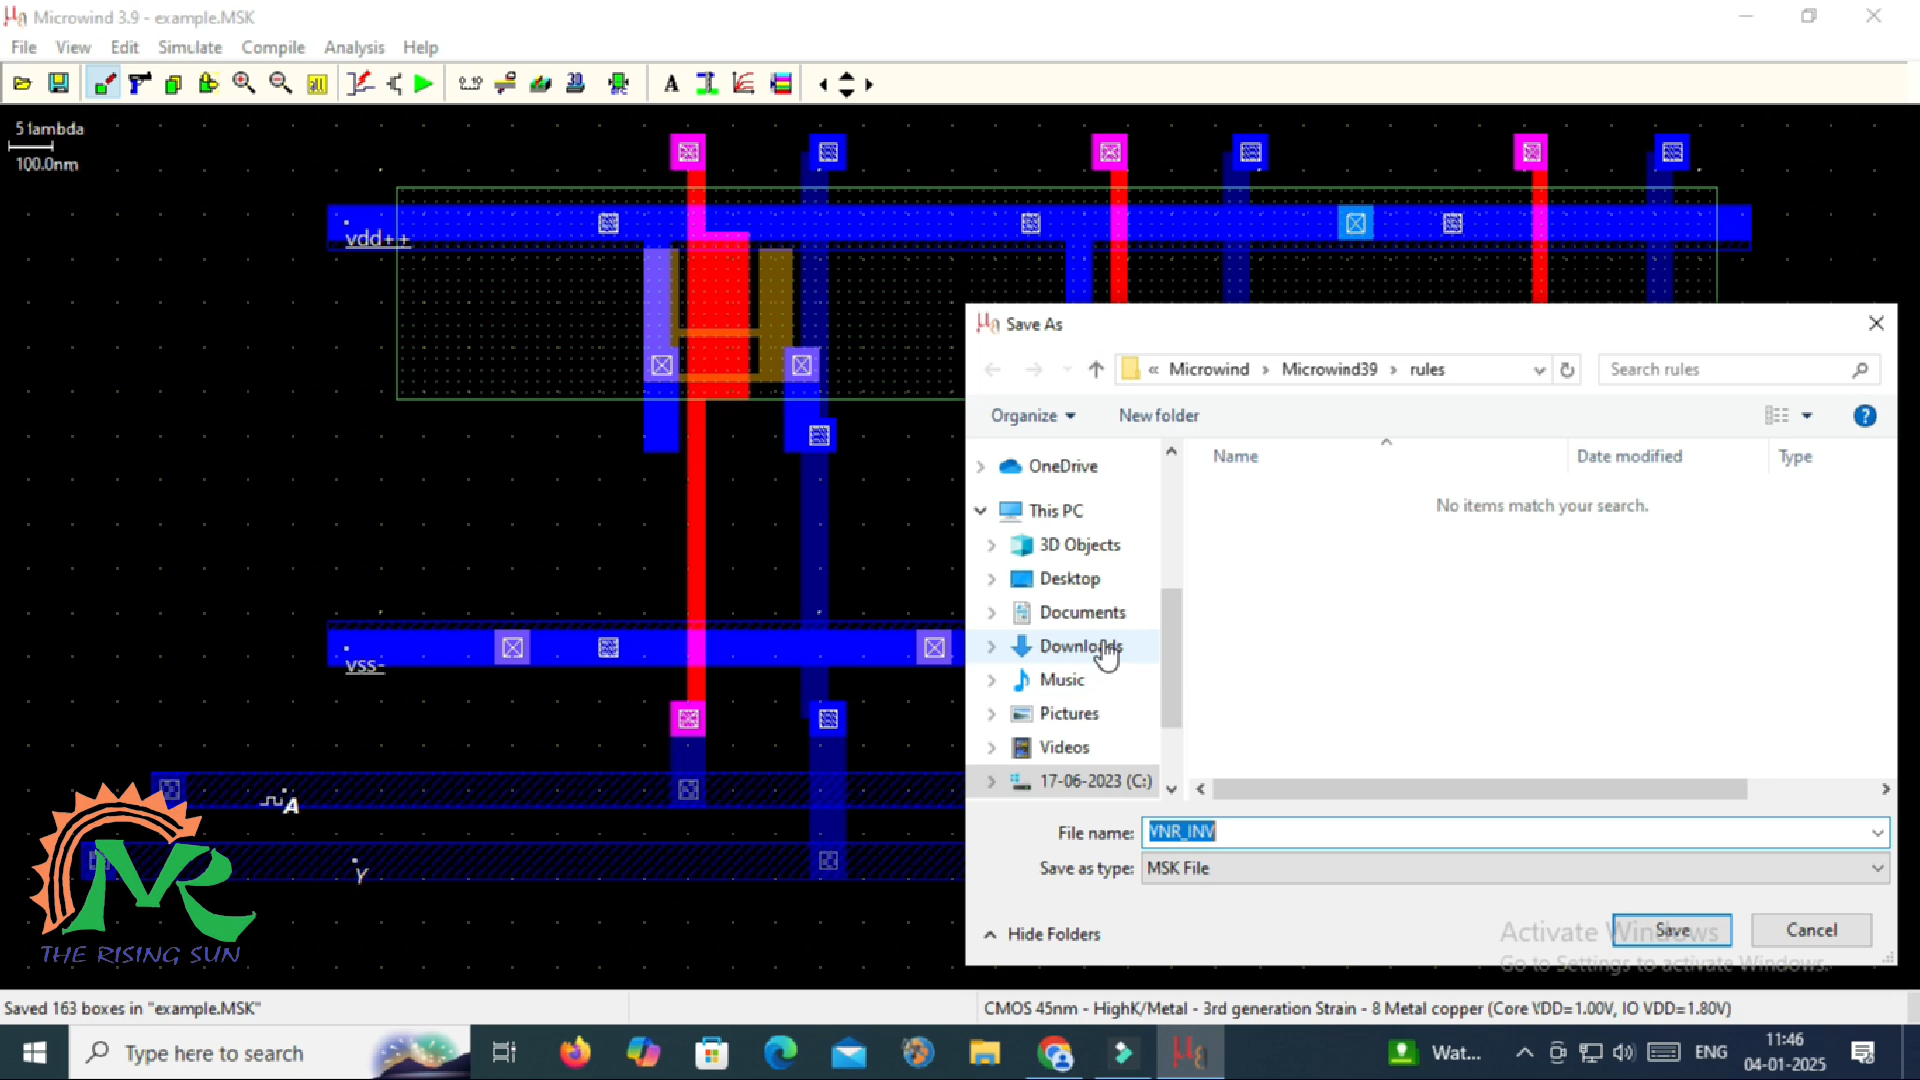 Microwind 3.9 - example.MSK
File View Edit Simulate Compile Analysis Help
5 lambda
100.0nm
vdd++
vss-
A
Y
THE RISING SUN
Save As
« Microwind › Microwind39 › rules
Search rules
Organize
New folder
Name Date modified Type
No items match your search.
OneDrive
This PC
3D Objects
Desktop
Documents
Downloads
Music
Pictures
Videos
17-06-2023 (C:)
File name: VNR_INV
Save as type: MSK File
Hide Folders
Save
Cancel
Activate Windows
Go to Settings to activate Windows.
Saved 163 boxes in "example.MSK"
CMOS 45nm - HighK/Metal - 3rd generation Strain - 8 Metal copper (Core VDD=1.00V, IO VDD=1.80V)
Type here to search
Wat...
ENG
11:46
04-01-2025